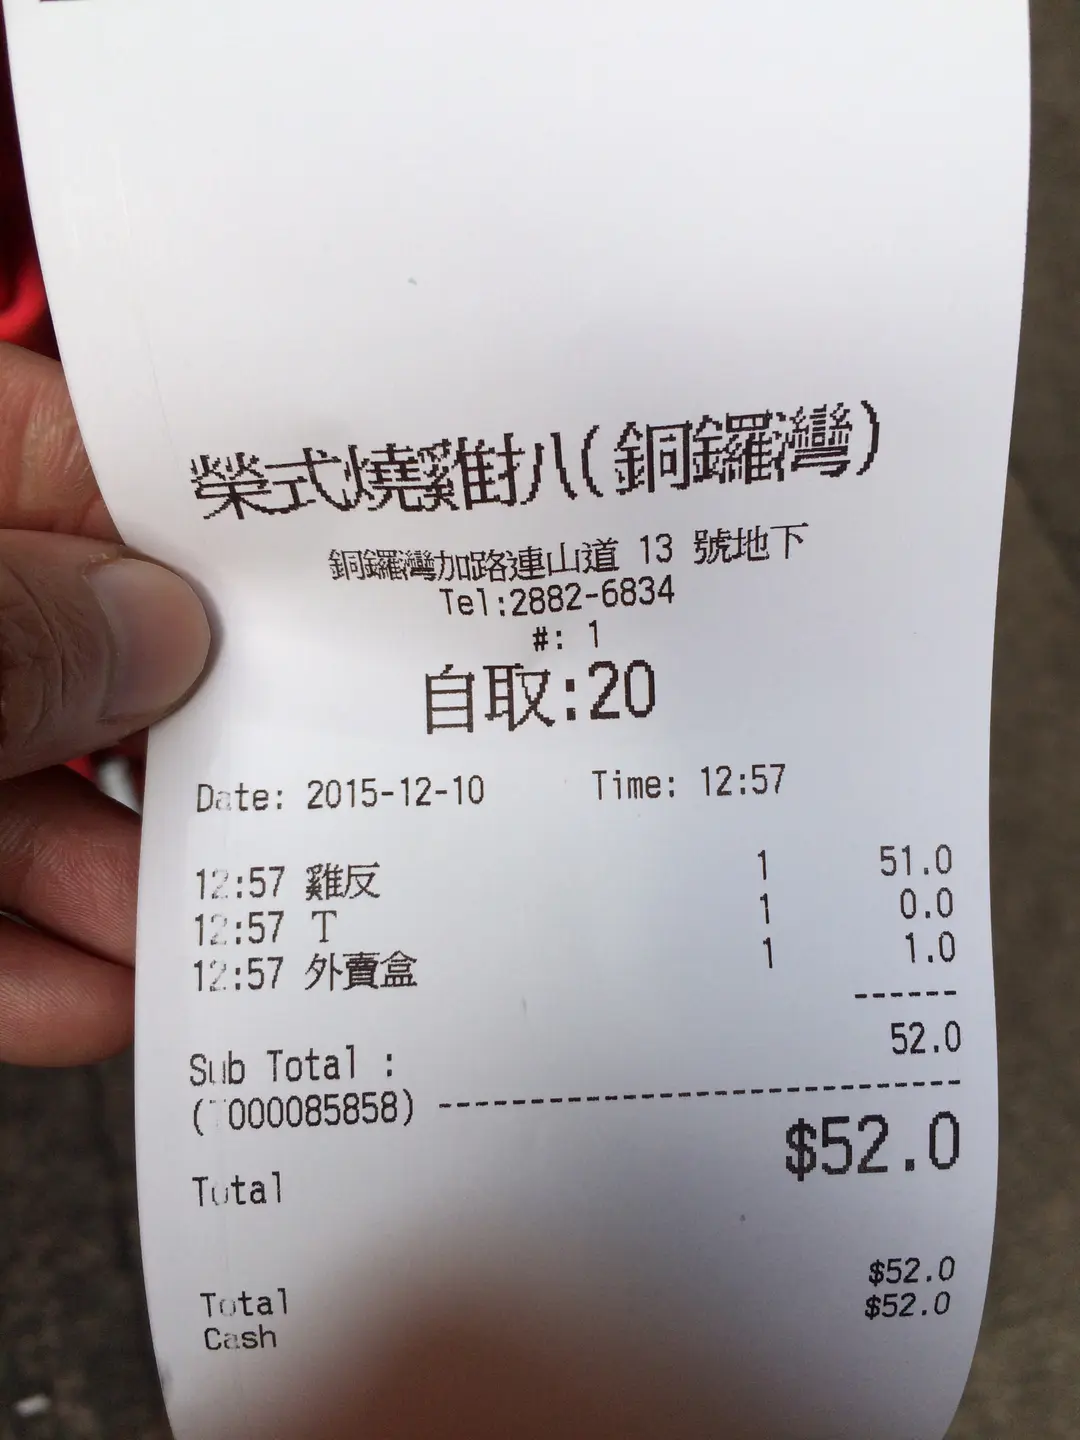 榮式燒雞扒(銅鑼灣)
銅鑼灣加路連山道 13 號地下
Tel:2882-6834
#: 1
自取:20
Date: 2015-12-10 Time: 12:57
12:57 雞反 1 51.0
12:57 T 1 0.0
12:57 外賣盒 1 1.0
------
Sub Total : 52.0
(T000085858) ------------------------------
Total $52.0
Total $52.0
Cash $52.0